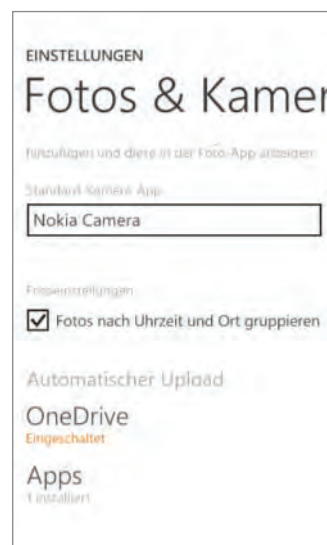 EINSTELLUNGEN
Fotos & Kamer
hinzufügen und diese in der Foto-App anzeigen.
Standard-Kamera-App
Nokia Camera
Fotoeinstellungen
Fotos nach Uhrzeit und Ort gruppieren
Automatischer Upload
OneDrive
Eingeschaltet
Apps
1 installiert